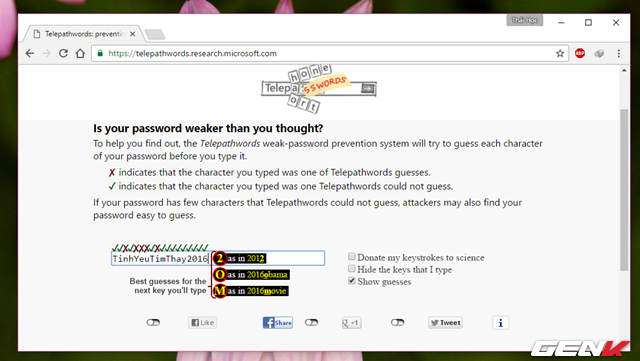 Thái Học
Telepathwords: preventin
https://telepathwords.research.microsoft.com
ABP
hone
Telepa sswords
ort
Is your password weaker than you thought?
To help you find out, the Telepathwords weak-password prevention system will try to guess each character
of your password before you type it.
✗ indicates that the character you typed was one of Telepathwords guesses.
✓ indicates that the character you typed was one Telepathwords could not guess.
If your password has few characters that Telepathwords could not guess, attackers may also find your
password easy to guess.
TinhYeuTimThay2016
2 as in 2012
O as in 2016obama
M as in 2016movie
Best guesses for the
next key you'll type
Donate my keystrokes to science
Hide the keys that I type
Show guesses
Like
Share
+1
Tweet
i
GENK